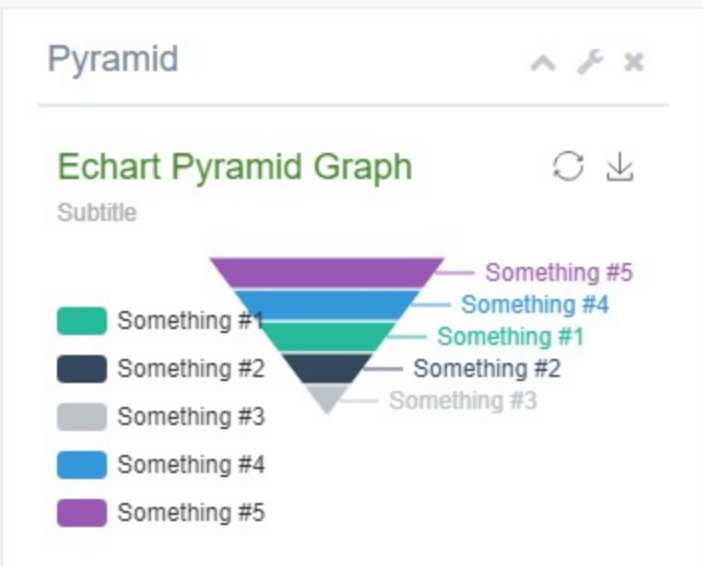 Pyramid
Echart Pyramid Graph
Subtitle
Something #5
Something #4
Something #1
Something #2
Something #3
Something #1
Something #2
Something #3
Something #4
Something #5